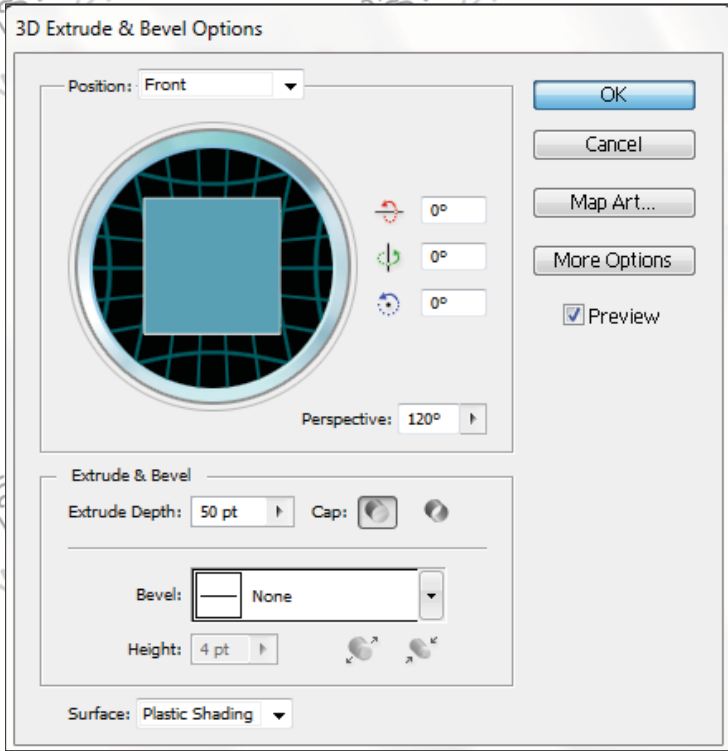 3D Extrude & Bevel Options
Position: Front
OK
Cancel
0°
Map Art...
0°
More Options
0°
Preview
Perspective: 120°
Extrude & Bevel
Extrude Depth: 50 pt Cap:
Bevel: None
Height: 4 pt
Surface: Plastic Shading